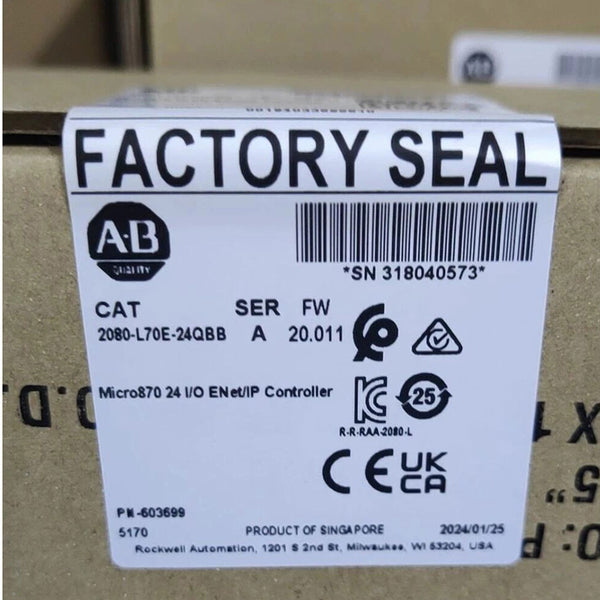 FACTORY SEAL
A·B
QUALITY
*SN 318040573*
CAT SER FW
2080-L70E-24QBB A 20.011
Micro870 24 I/O ENet/IP Controller
KC
25
R-R-RAA-2080-L
CE UK CA
PN-603699
5170 PRODUCT OF SINGAPORE 2024/01/25
Rockwell Automation, 1201 S 2nd St, Milwaukee, WI 53204, USA